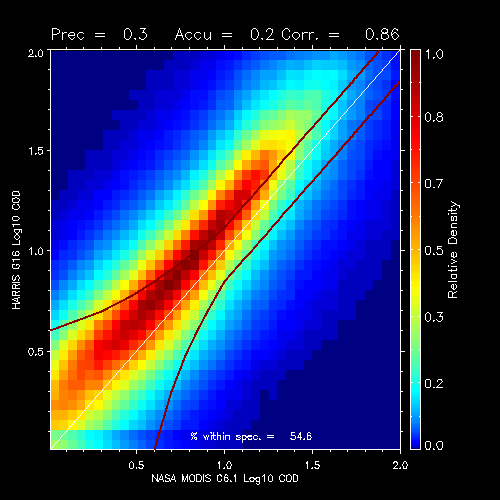 Prec = 0.3 Accu = 0.2 Corr. = 0.86
2.0
1.5
1.0
0.5
HARRIS G16 Log10 COD
% within spec. = 54.6
0.5 1.0 1.5 2.0
NASA MODIS C6.1 Log10 COD
1.0
0.8
0.7
0.5
0.3
0.2
0.0
Relative Density